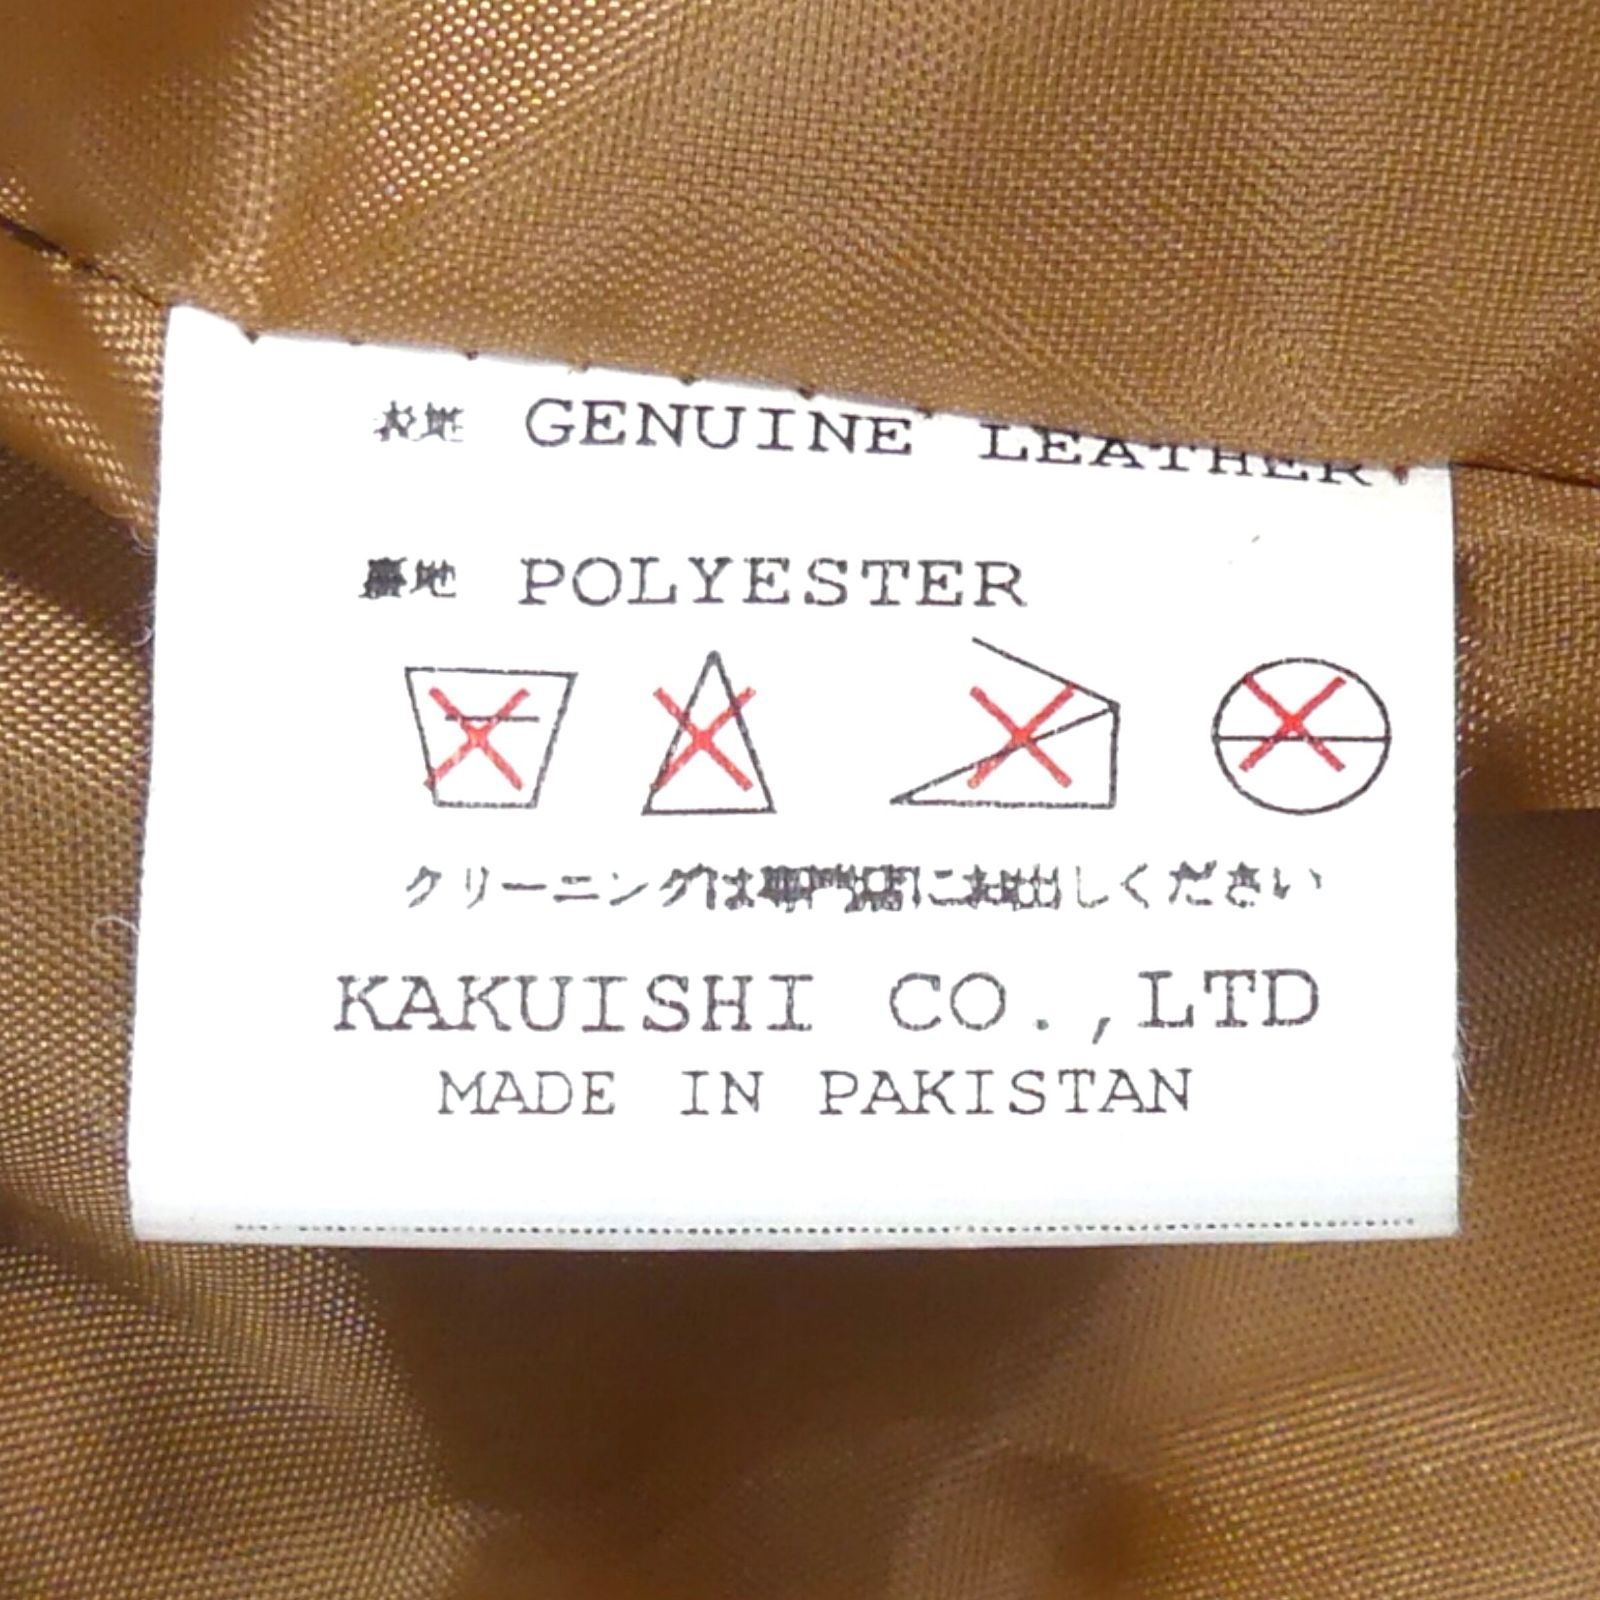 表地 GENUINE LEATHER
裏地 POLYESTER
クリーニングは専門店にお出しください
KAKUISHI CO.,LTD
MADE IN PAKISTAN